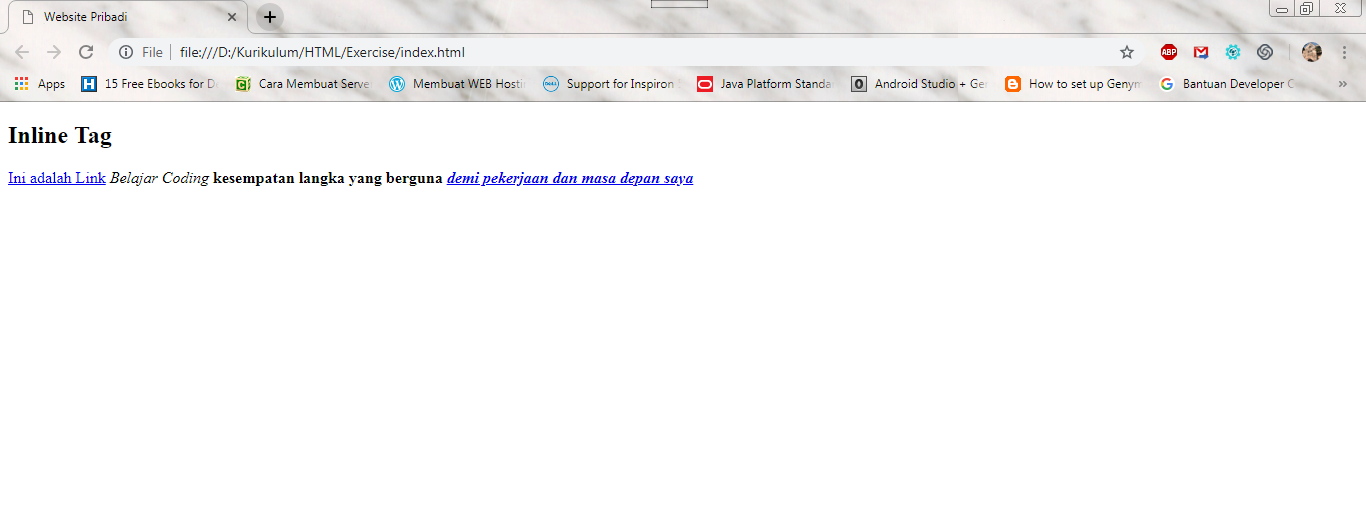 Website Pribadi
File file:///D:/Kurikulum/HTML/Exercise/index.html
ABP
Apps 15 Free Ebooks for D Cara Membuat Serve Membuat WEB Hosti Support for Inspiron Java Platform Standa Android Studio + Ge How to set up Genym Bantuan Developer C
Inline Tag
Ini adalah Link Belajar Coding kesempatan langka yang berguna demi pekerjaan dan masa depan saya